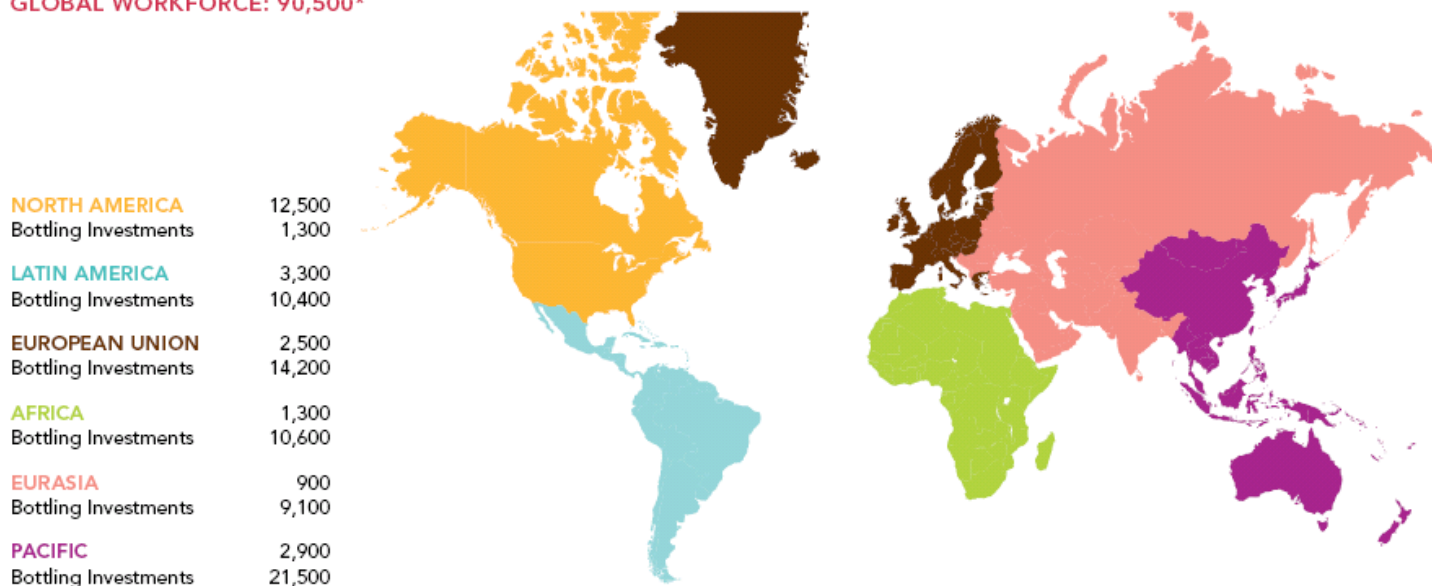 GLOBAL WORKFORCE: 90,500*
NORTH AMERICA 12,500
Bottling Investments 1,300
LATIN AMERICA 3,300
Bottling Investments 10,400
EUROPEAN UNION 2,500
Bottling Investments 14,200
AFRICA 1,300
Bottling Investments 10,600
EURASIA 900
Bottling Investments 9,100
PACIFIC 2,900
Bottling Investments 21,500